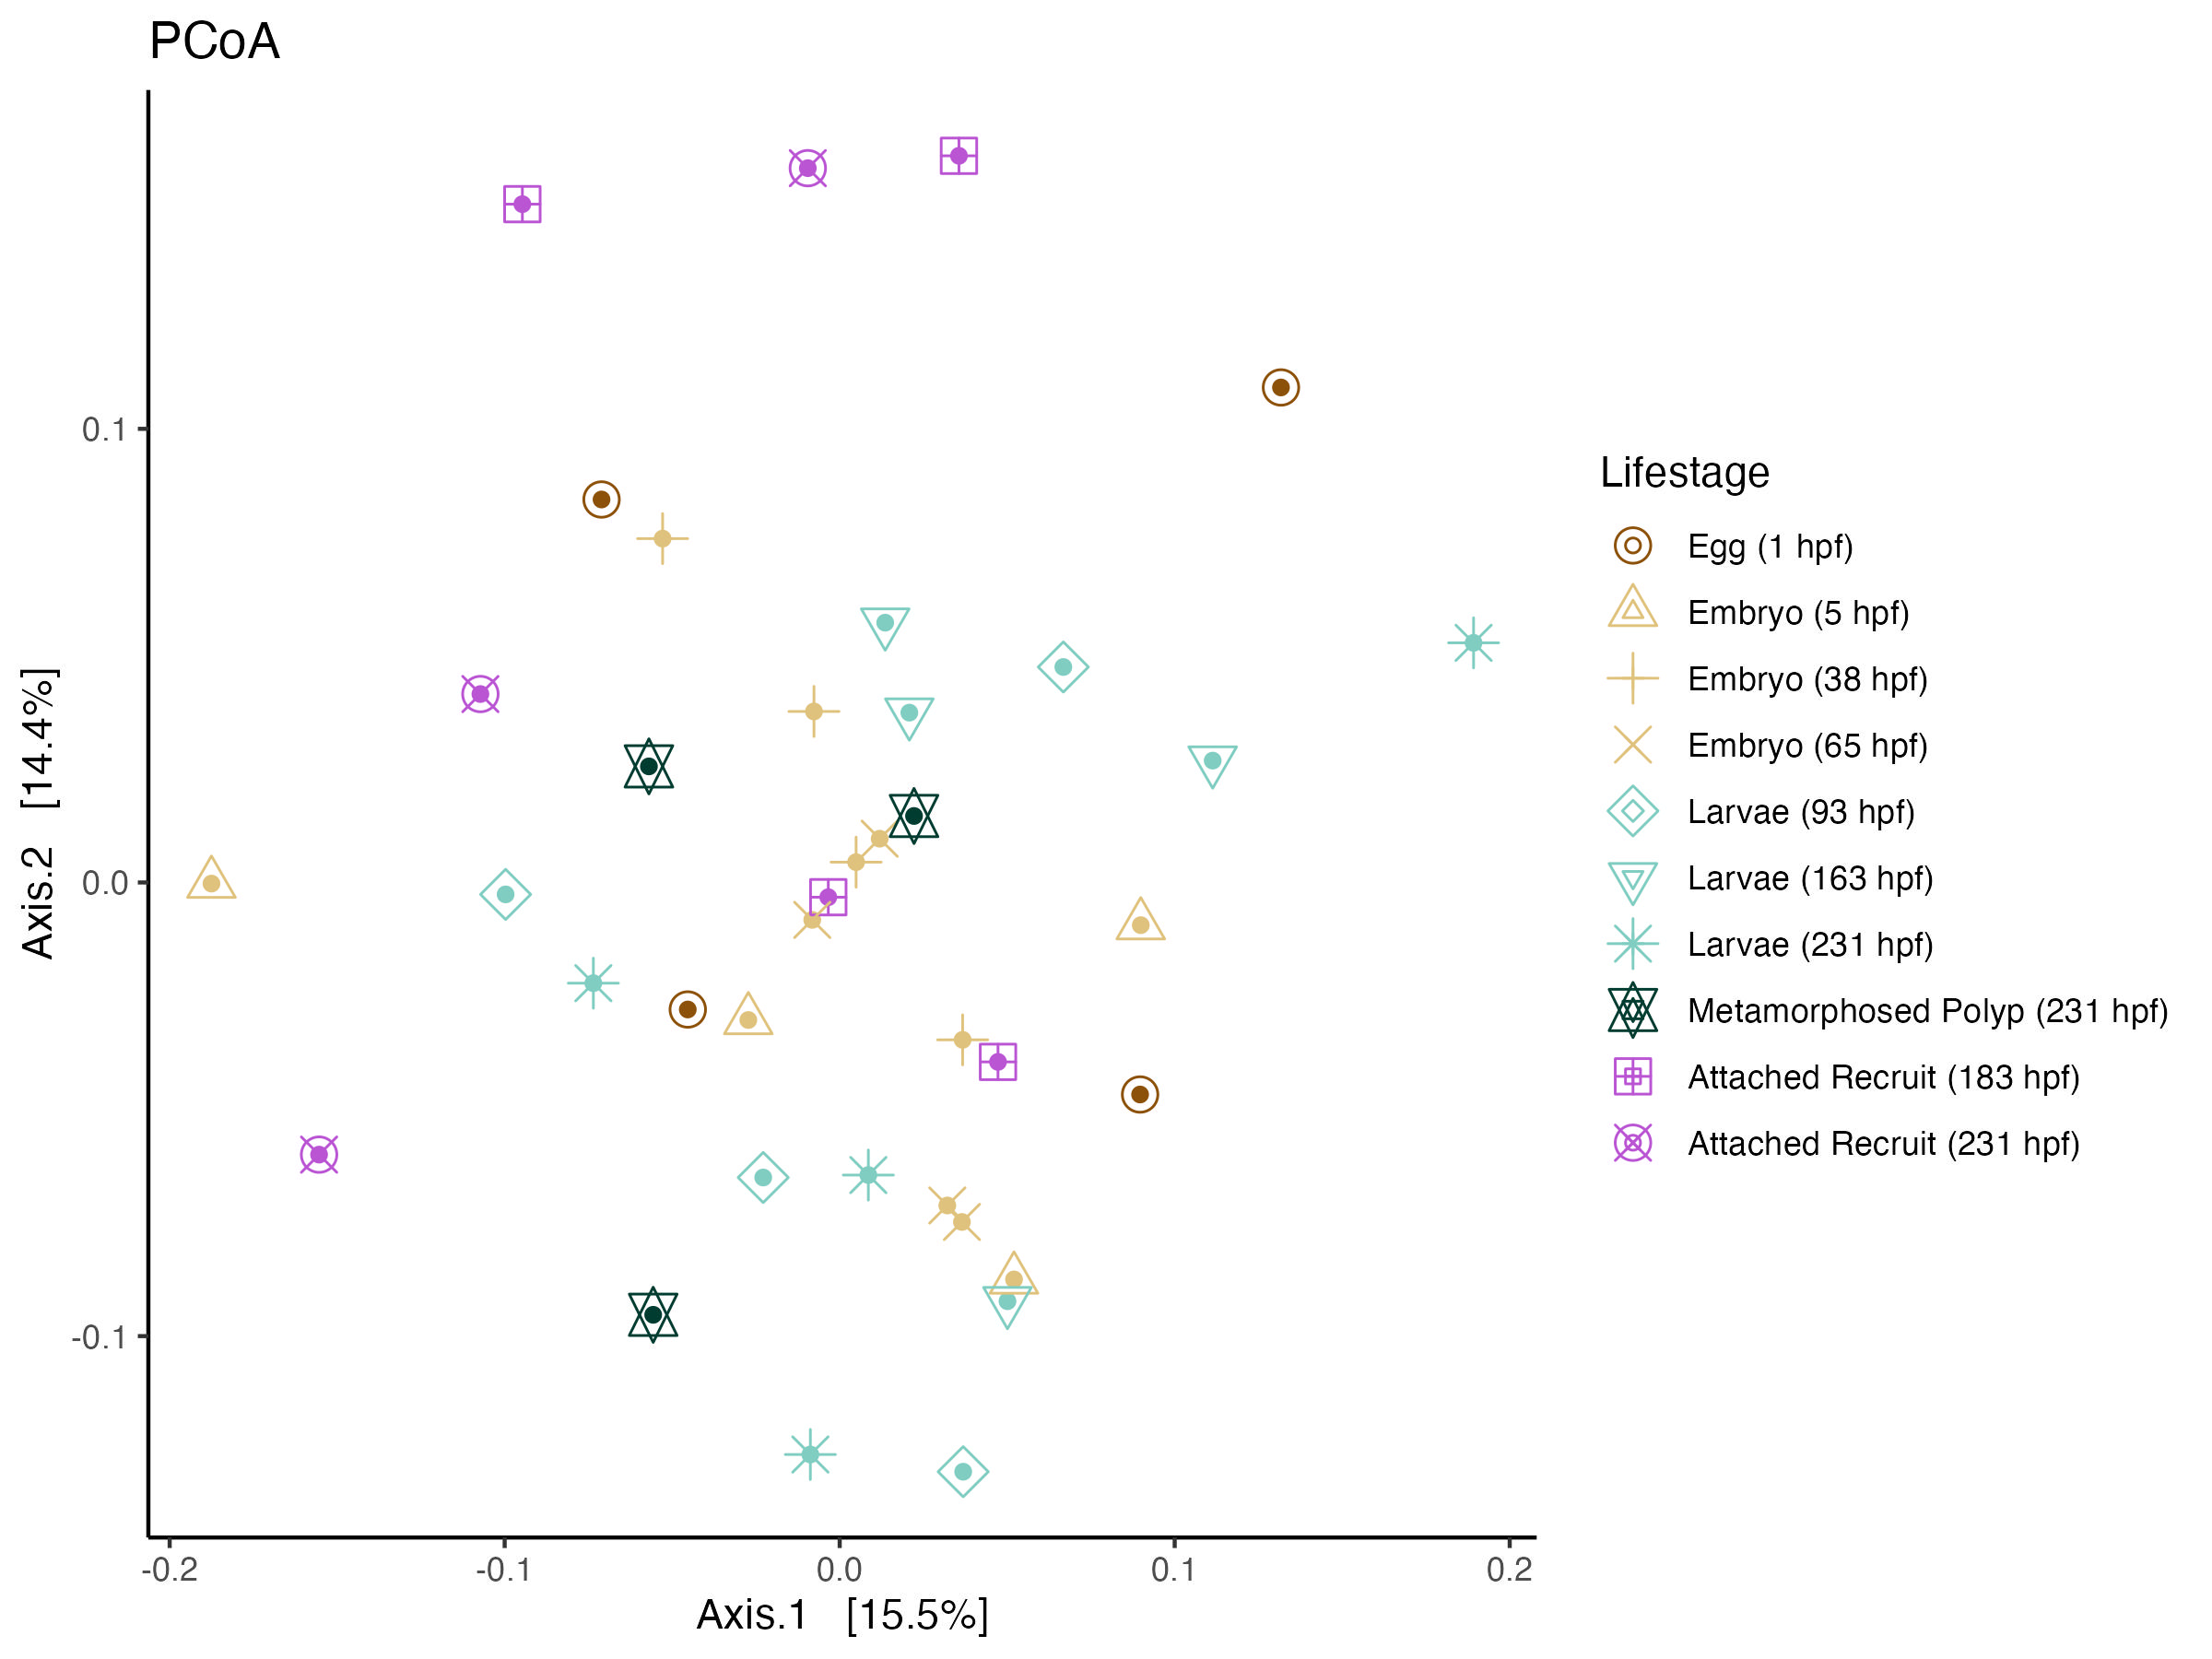 PCoA
Axis.2 [14.4%]
0.1
0.0
-0.1
-0.2
-0.1
0.0
0.1
0.2
Axis.1 [15.5%]
Lifestage
Egg (1 hpf)
Embryo (5 hpf)
Embryo (38 hpf)
Embryo (65 hpf)
Larvae (93 hpf)
Larvae (163 hpf)
Larvae (231 hpf)
Metamorphosed Polyp (231 hpf)
Attached Recruit (183 hpf)
Attached Recruit (231 hpf)